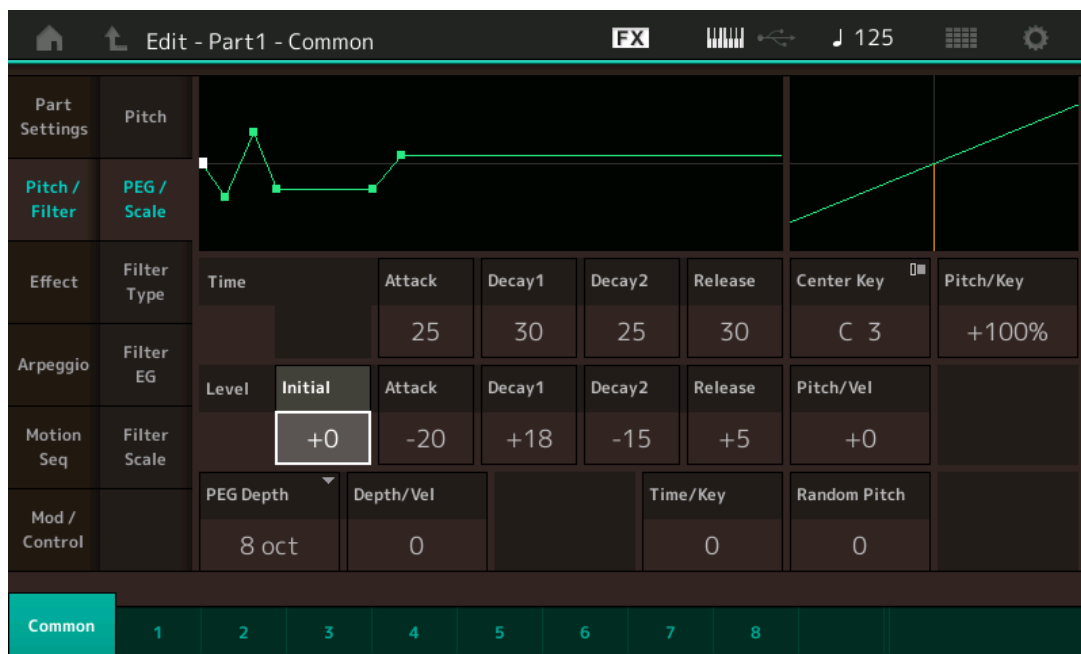 Edit - Part1 - Common
FX
♩ 125
Part
Settings
Pitch
Pitch /
Filter
PEG /
Scale
Effect
Filter
Type
Arpeggio
Filter
EG
Motion
Seq
Filter
Scale
Mod /
Control
Time
Attack
Decay1
Decay2
Release
Center Key
Pitch/Key
25
30
25
30
C 3
+100%
Level
Initial
Attack
Decay1
Decay2
Release
Pitch/Vel
+0
-20
+18
-15
+5
+0
PEG Depth
Depth/Vel
Time/Key
Random Pitch
8 oct
0
0
0
Common
1
2
3
4
5
6
7
8